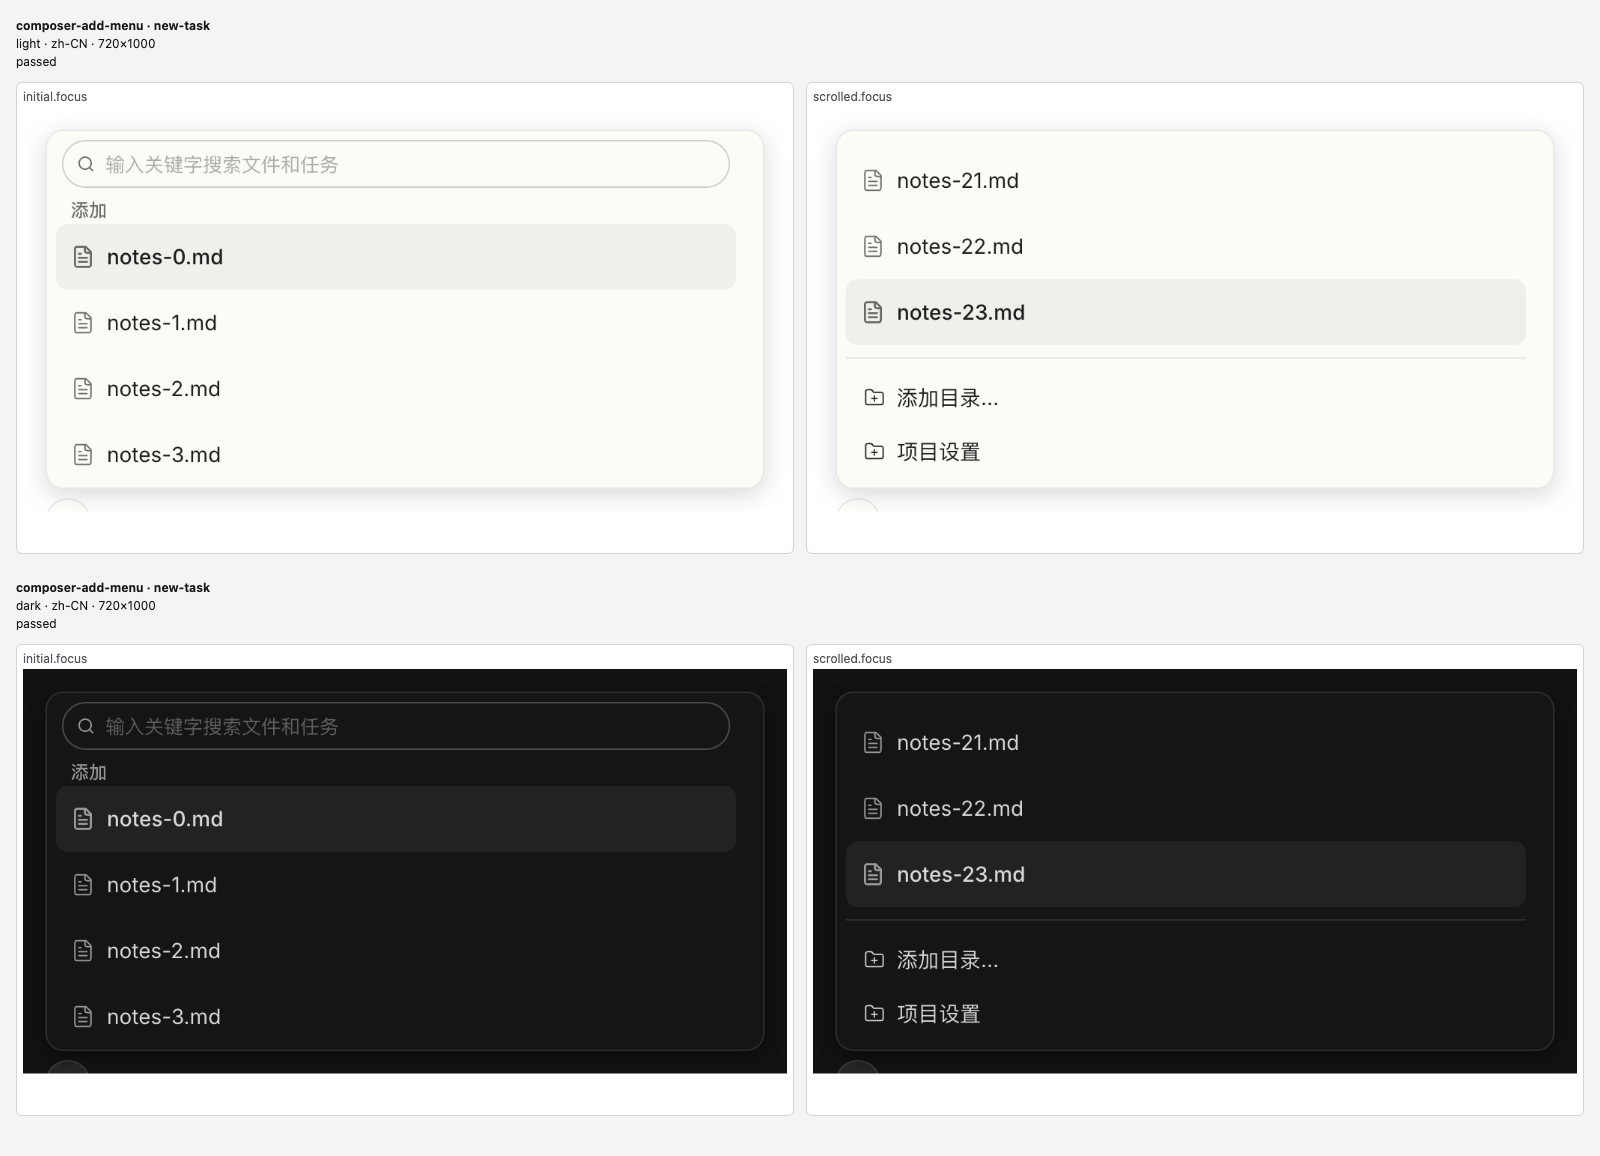 composer-add-menu · new-task
light · zh-CN · 720×1000
passed
initial.focus
输入关键字搜索文件和任务
添加
notes-0.md
notes-1.md
notes-2.md
notes-3.md
scrolled.focus
notes-21.md
notes-22.md
notes-23.md
添加目录...
项目设置
composer-add-menu · new-task
dark · zh-CN · 720×1000
passed
initial.focus
输入关键字搜索文件和任务
添加
notes-0.md
notes-1.md
notes-2.md
notes-3.md
scrolled.focus
notes-21.md
notes-22.md
notes-23.md
添加目录...
项目设置